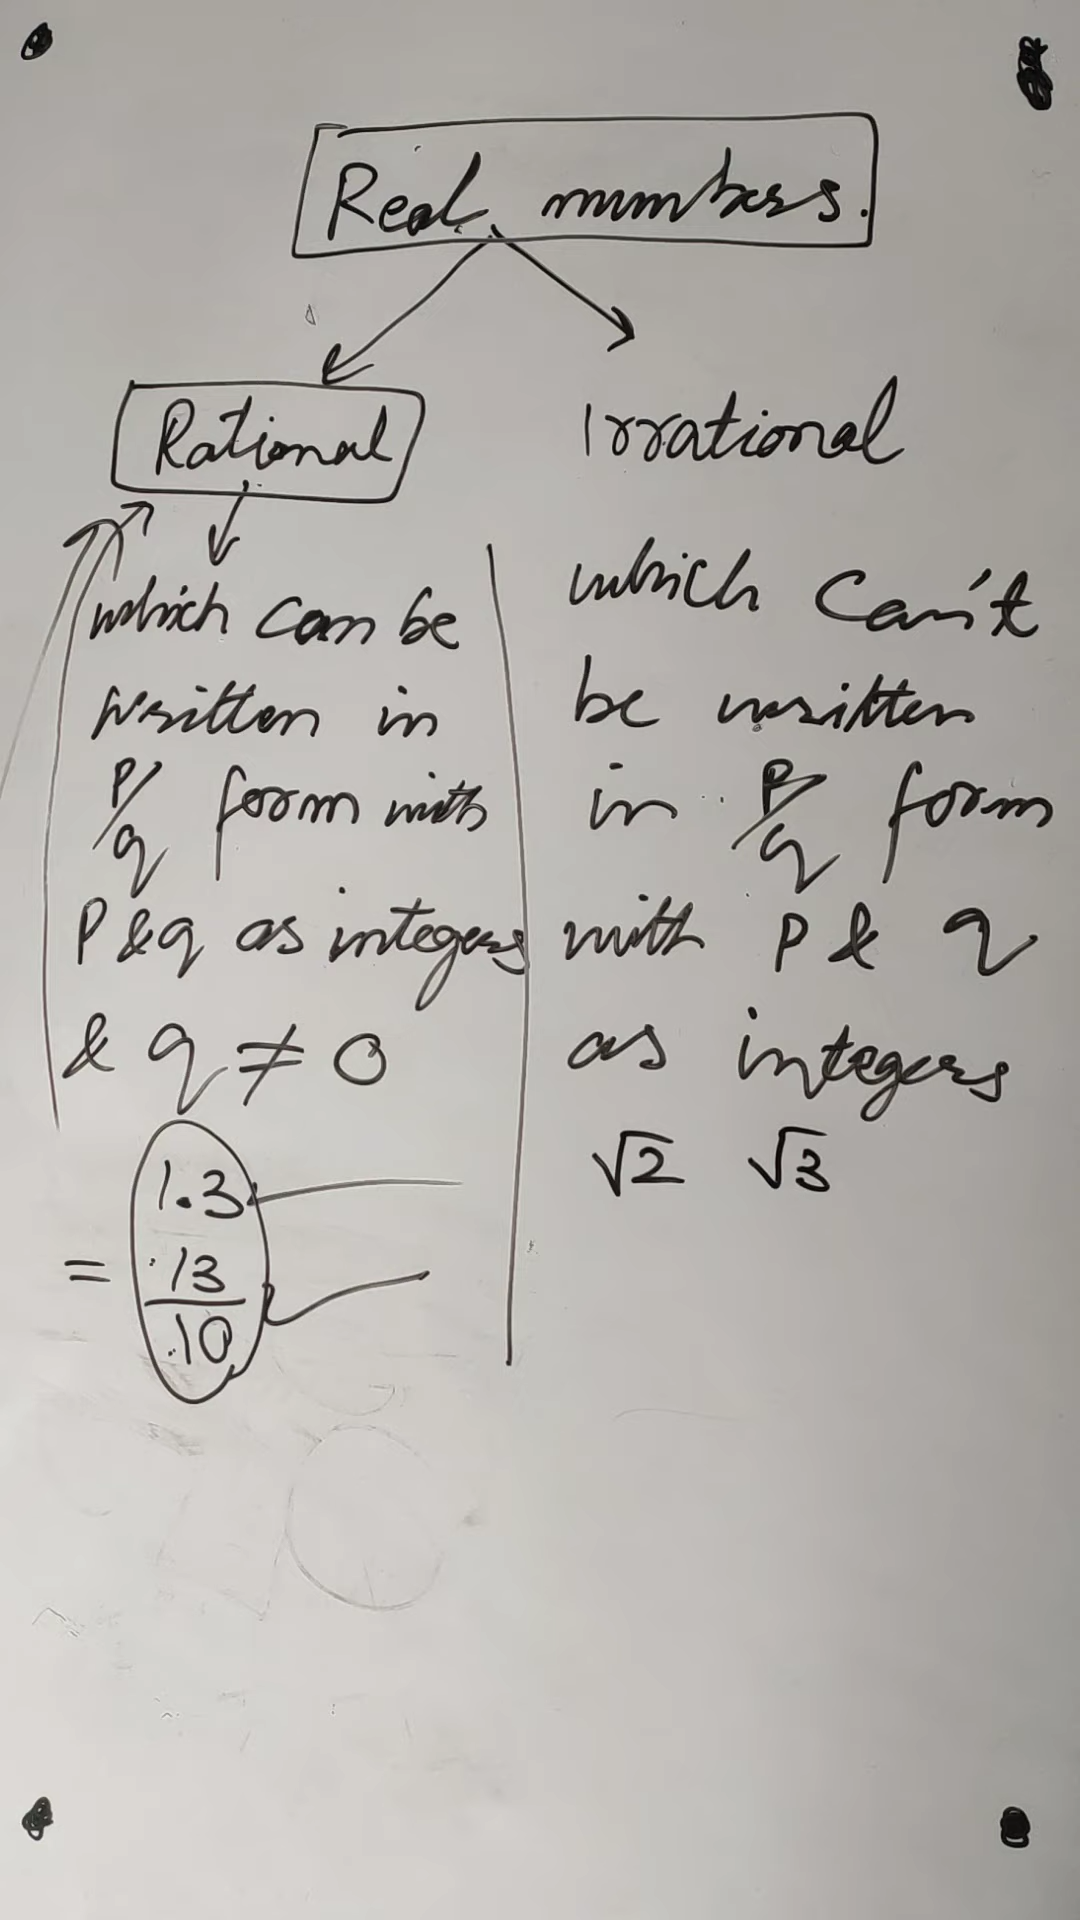 Real numbers.
Rational
Irrational
which can be
written in
P/q form with
P & q as integers
& q ≠ 0
1.3
= 13/10
which can't
be written
in P/q form
with P & q
as integers
√2 √3